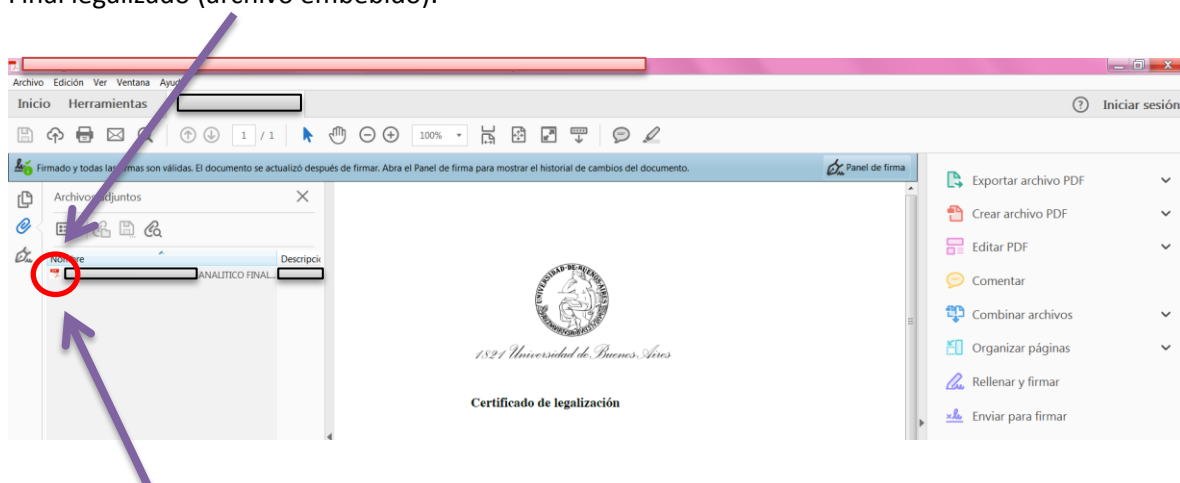 Final legalizado (archivo embebido).
Archivo Edición Ver Ventana
Inicio Herramientas
Iniciar sesión
1 / 1
100%
Firmado y todas las firmas son válidas. El documento se actualizó después de firmar. Abra el Panel de firma para mostrar el historial de cambios del documento.
Panel de firma
Archivos adjuntos
Nombre
ANALITICO FINAL...
1821 Universidad de Buenos Aires
Certificado de legalización
Exportar archivo PDF
Crear archivo PDF
Editar PDF
Comentar
Combinar archivos
Organizar páginas
Rellenar y firmar
Enviar para firmar